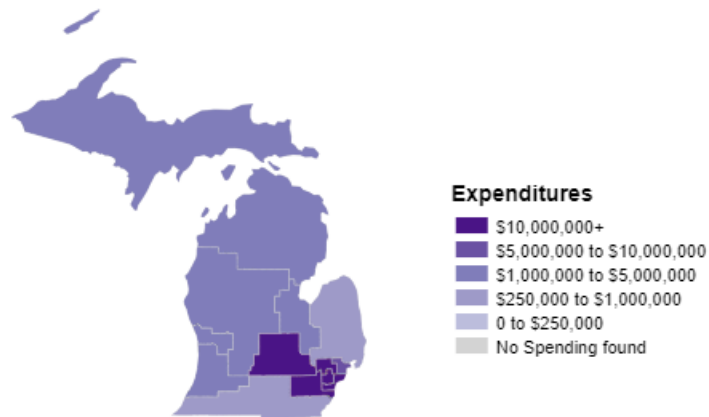 Expenditures
$10,000,000+
$5,000,000 to $10,000,000
$1,000,000 to $5,000,000
$250,000 to $1,000,000
0 to $250,000
No Spending found